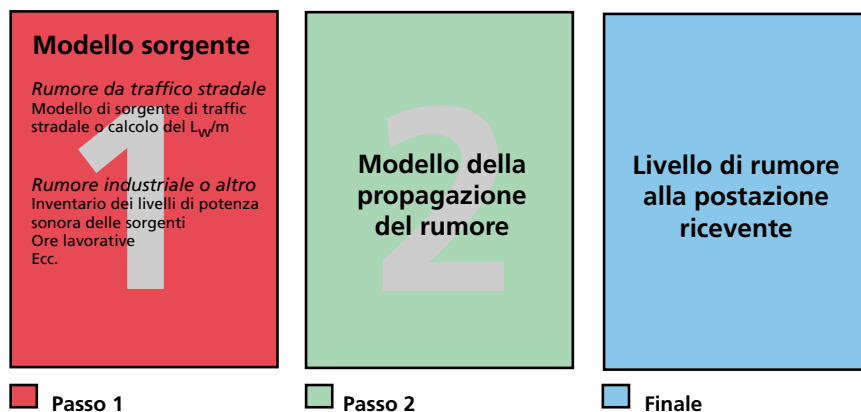 Modello sorgente
Rumore da traffico stradale
Modello di sorgente di traffic
stradale o calcolo del LW/m
Rumore industriale o altro
Inventario dei livelli di potenza
sonora delle sorgenti
Ore lavorative
Ecc.
1
Modello della
propagazione
del rumore
2
Livello di rumore
alla postazione
ricevente
Passo 1
Passo 2
Finale